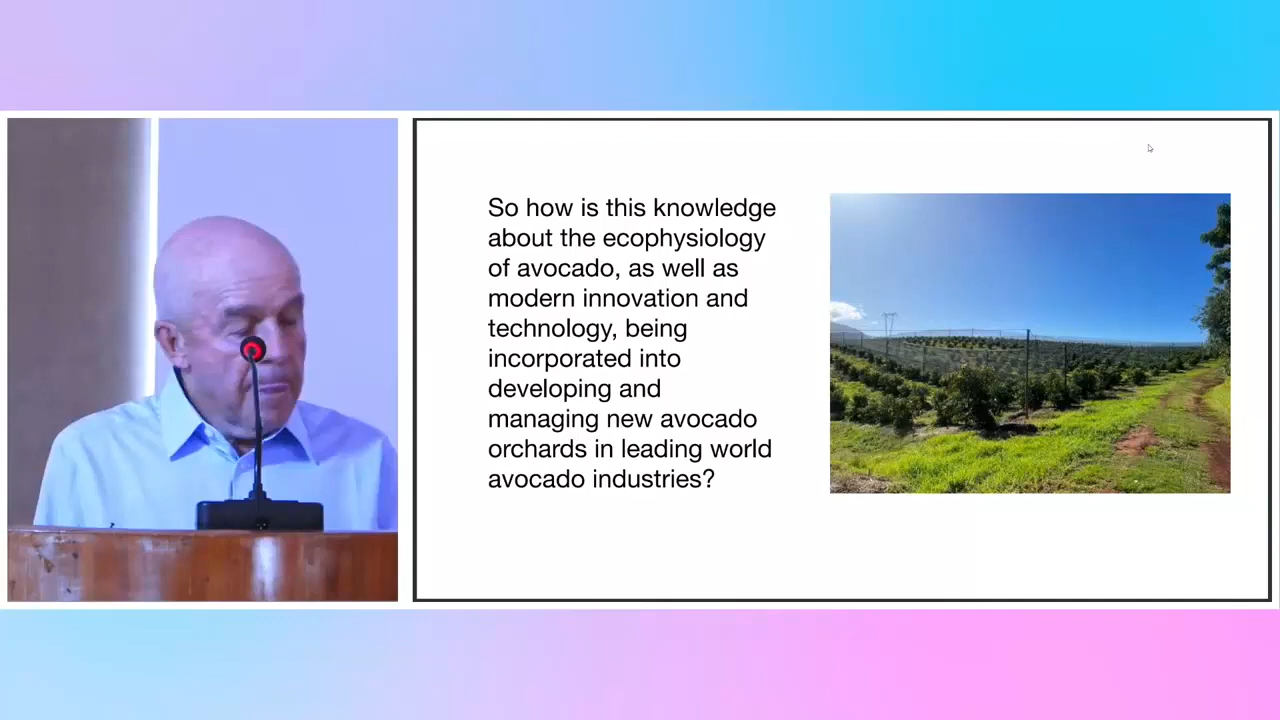 So how is this knowledge
about the ecophysiology
of avocado, as well as
modern innovation and
technology, being
incorporated into
developing and
managing new avocado
orchards in leading world
avocado industries?